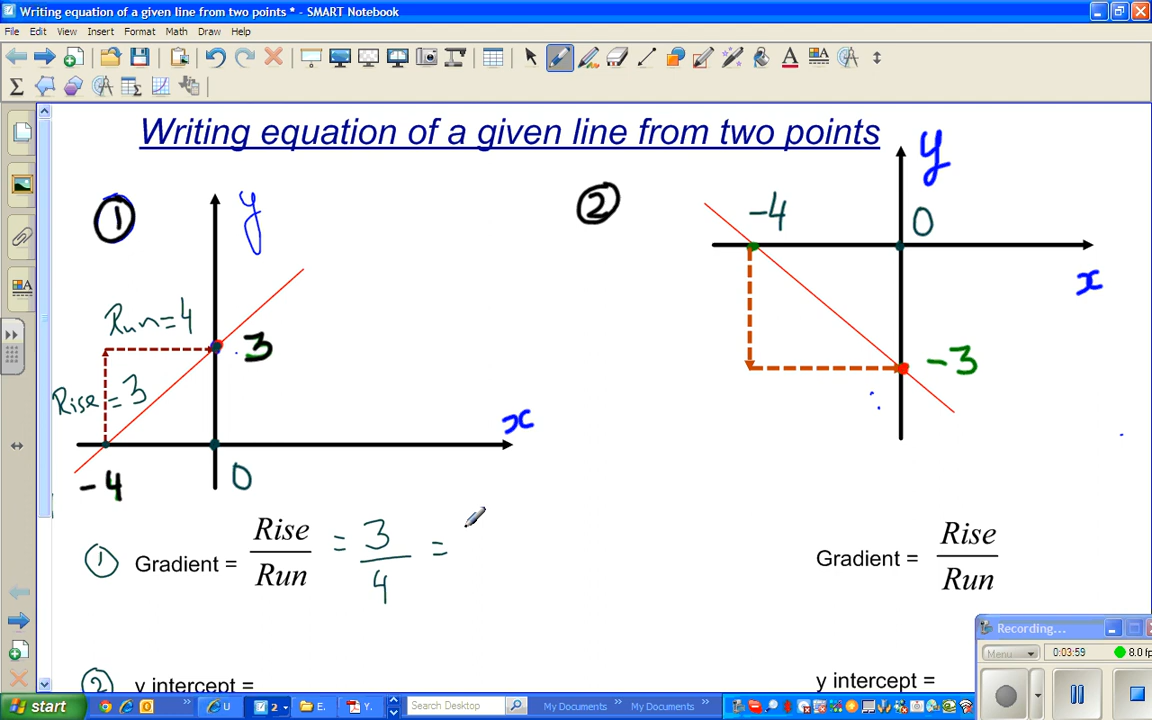 Writing equation of a given line from two points * - SMART Notebook
File Edit View Insert Format Math Draw Help
Writing equation of a given line from two points
1
y
Run=4
3
Rise = 3
x
-4
0
2
y
-4
0
x
-3
1 Gradient = Rise/Run = 3/4 =
Gradient = Rise/Run
2 y intercept =
y intercept =
Recording...
Menu
0:03:59
8.0 fp
start
U
2
E.
Y.
Search Desktop
My Documents »
My Documents »